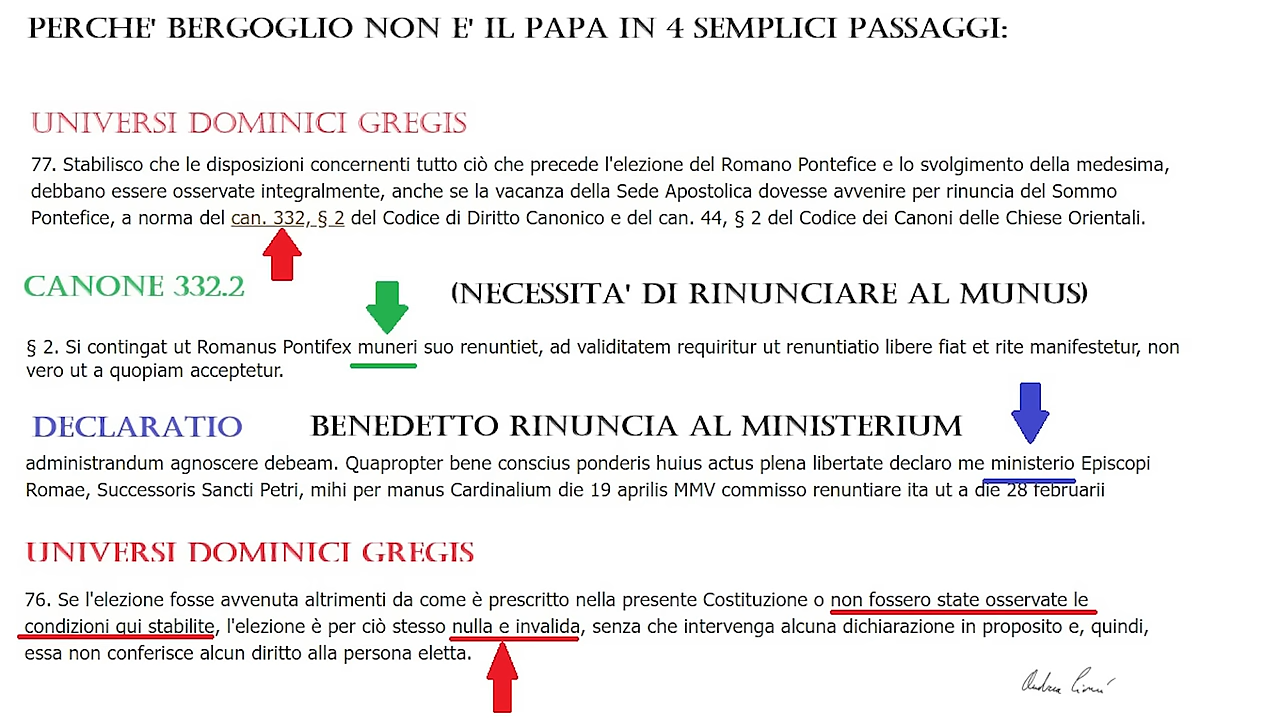 PERCHE' BERGOGLIO NON E' IL PAPA IN 4 SEMPLICI PASSAGGI:
UNIVERSI DOMINICI GREGIS
77. Stabilisco che le disposizioni concernenti tutto ciò che precede l'elezione del Romano Pontefice e lo svolgimento della medesima,
debbano essere osservate integralmente, anche se la vacanza della Sede Apostolica dovesse avvenire per rinuncia del Sommo
Pontefice, a norma del can. 332, § 2 del Codice di Diritto Canonico e del can. 44, § 2 del Codice dei Canoni delle Chiese Orientali.
CANONE 332.2
(NECESSITA' DI RINUNCIARE AL MUNUS)
§ 2. Si contingat ut Romanus Pontifex muneri suo renuntiet, ad validitatem requiritur ut renuntiatio libere fiat et rite manifestetur, non
vero ut a quopiam acceptetur.
DECLARATIO
BENEDETTO RINUNCIA AL MINISTERIUM
administrandum agnoscere debeam. Quapropter bene conscius ponderis huius actus plena libertate declaro me ministerio Episcopi
Romae, Successoris Sancti Petri, mihi per manus Cardinalium die 19 aprilis MMV commisso renuntiare ita ut a die 28 februarii
UNIVERSI DOMINICI GREGIS
76. Se l'elezione fosse avvenuta altrimenti da come è prescritto nella presente Costituzione o non fossero state osservate le
condizioni qui stabilite, l'elezione è per ciò stesso nulla e invalida, senza che intervenga alcuna dichiarazione in proposito e, quindi,
essa non conferisce alcun diritto alla persona eletta.